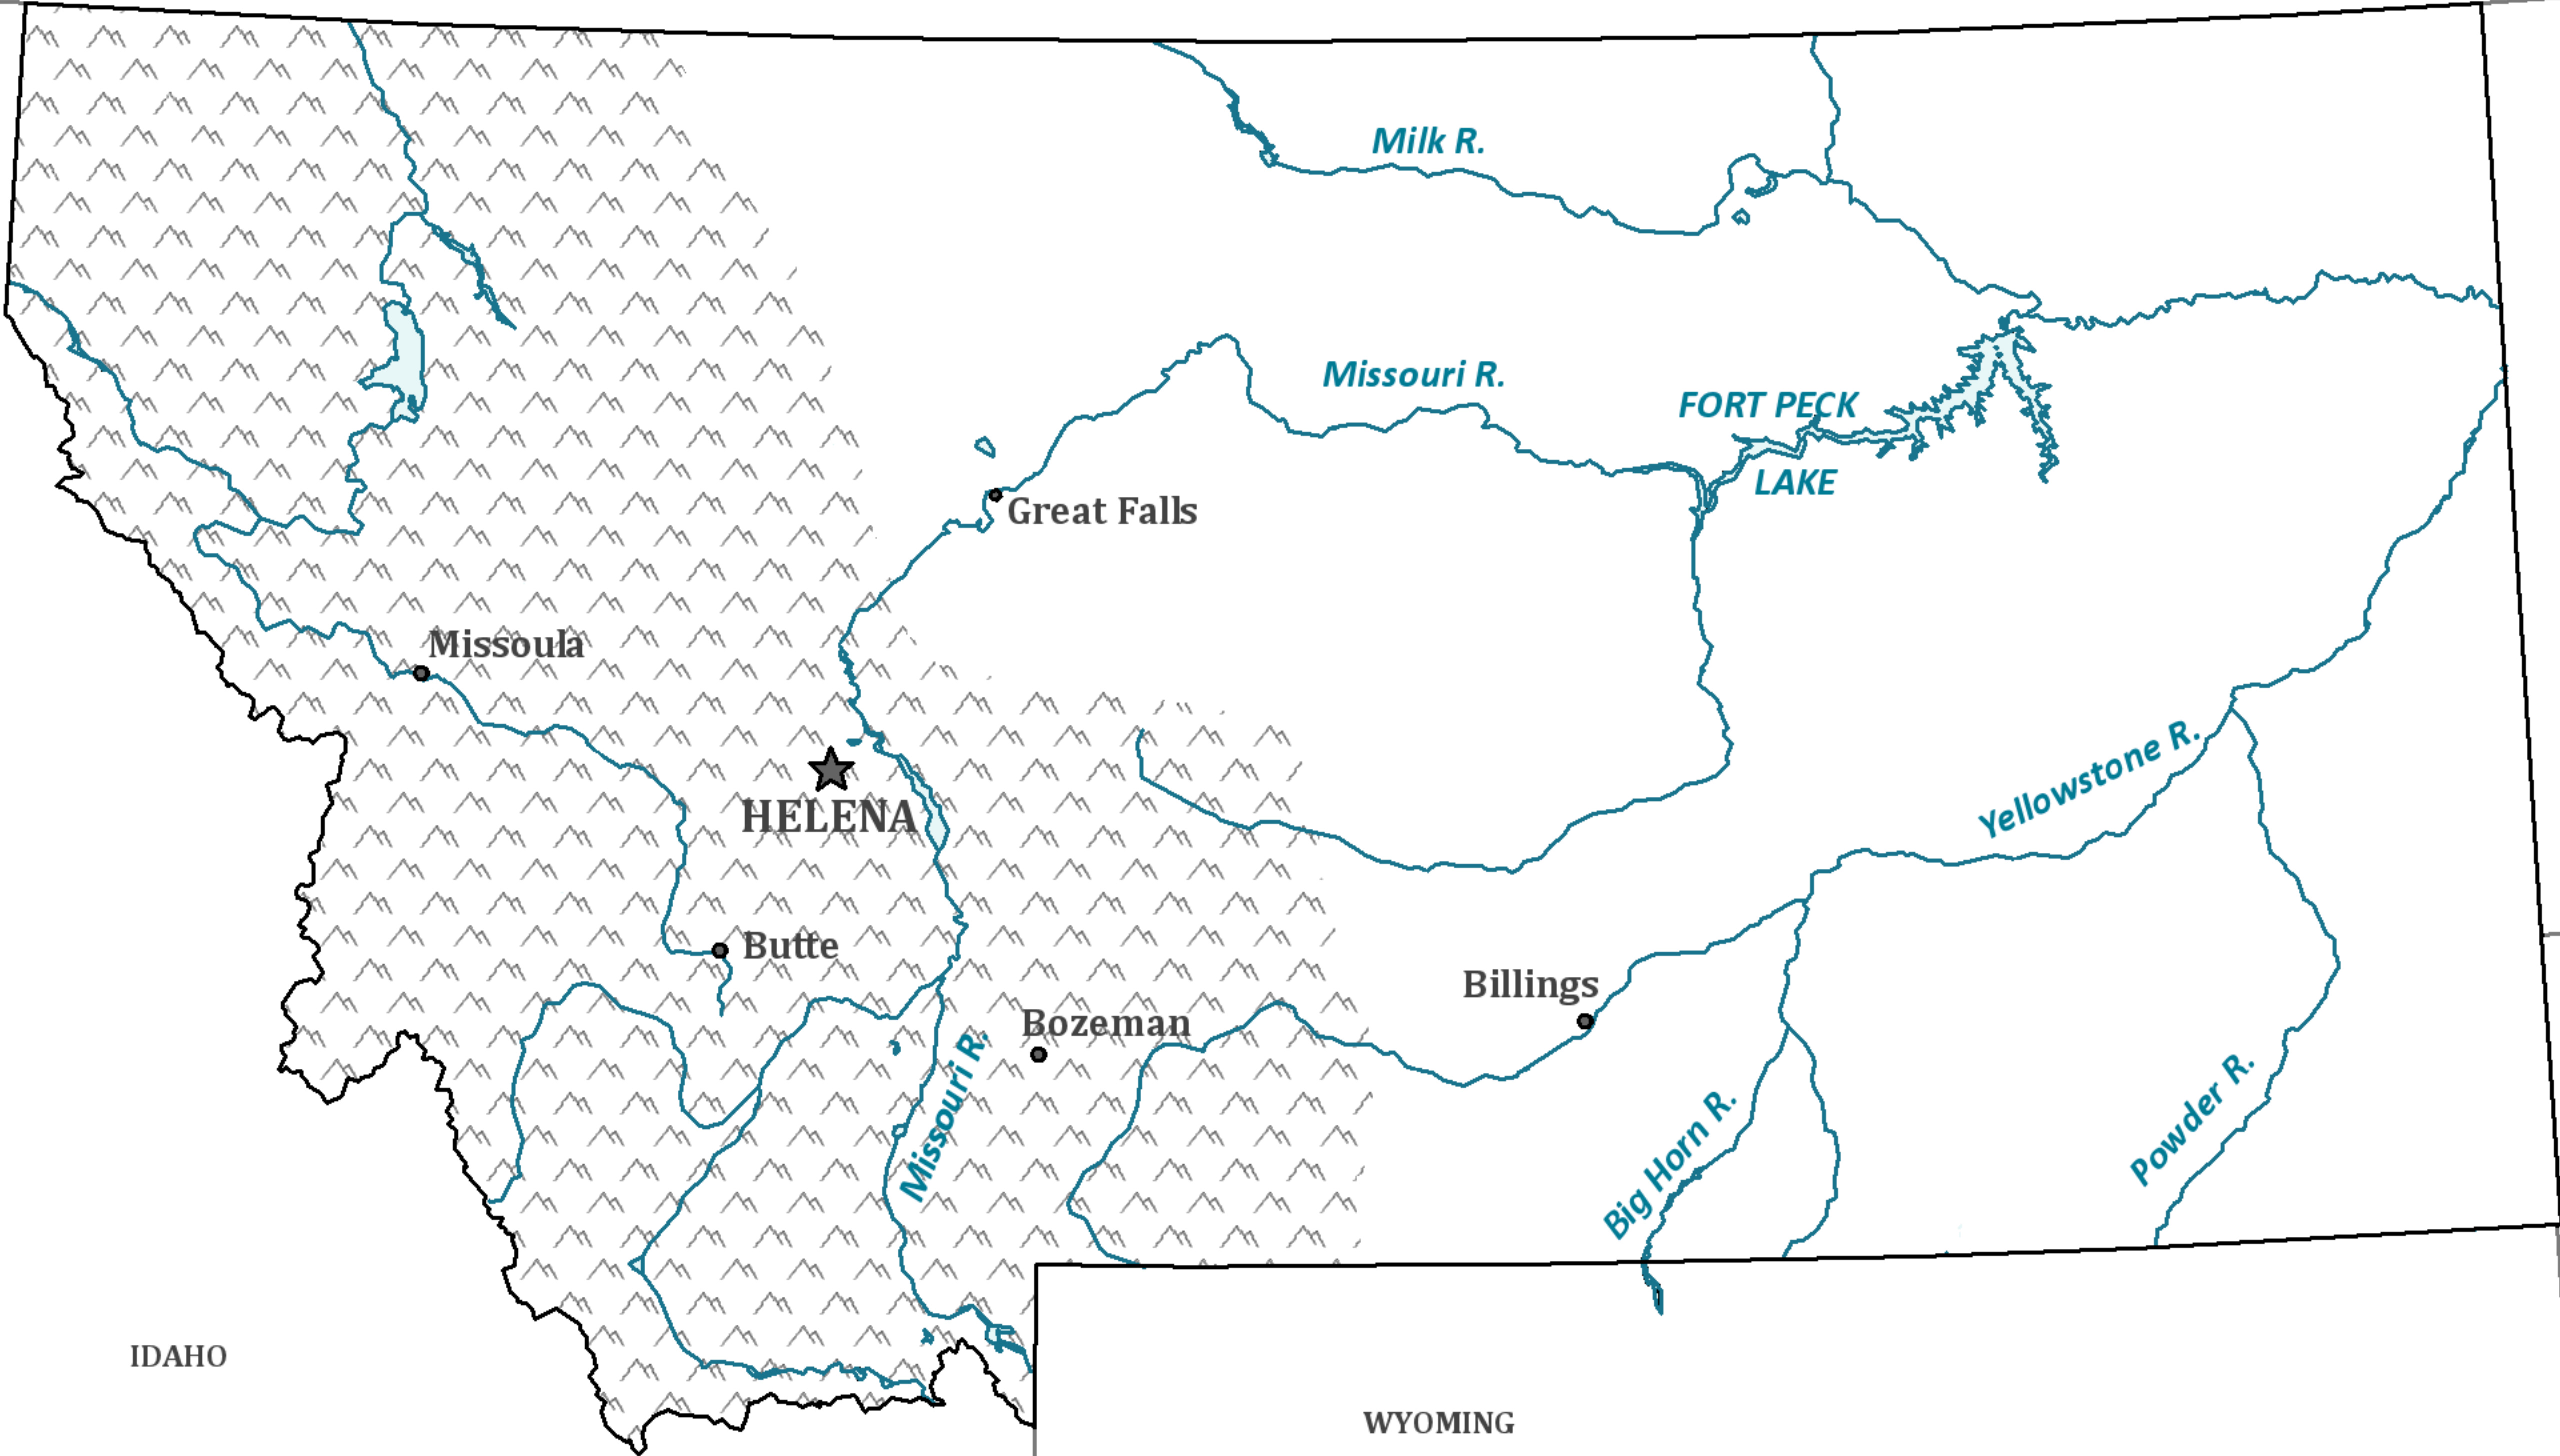 Milk R.
Missouri R.
FORT PECK
LAKE
Great Falls
Missoula
HELENA
Yellowstone R.
Butte
Billings
Bozeman
Missouri R.
Big Horn R.
Powder R.
IDAHO
WYOMING